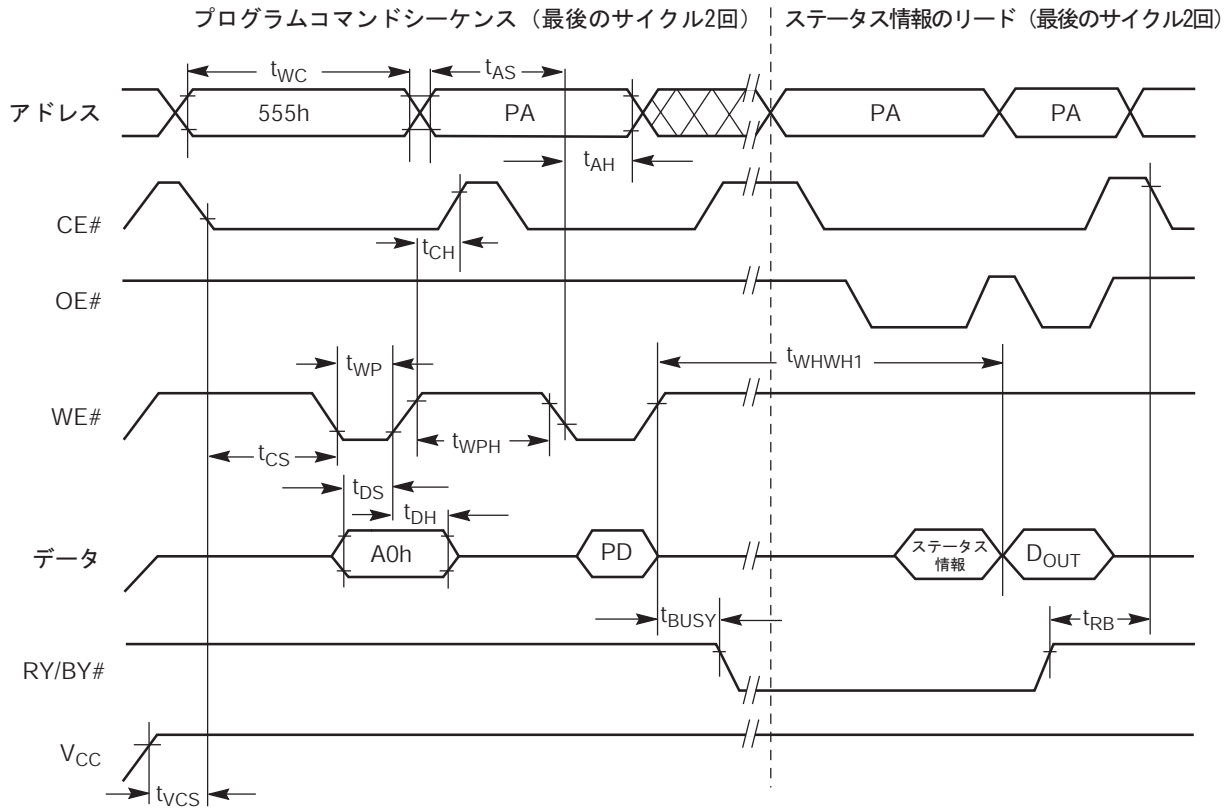 プログラムコマンドシーケンス（最後のサイクル2回）
ステータス情報のリード（最後のサイクル2回）
tWC
tAS
アドレス
555h
PA
PA
PA
tAH
CE#
tCH
OE#
tWP
tWHWH1
WE#
tCS
tWPH
tDS
tDH
データ
A0h
PD
ステータス
情報
DOUT
tBUSY
tRB
RY/BY#
VCC
tVCS